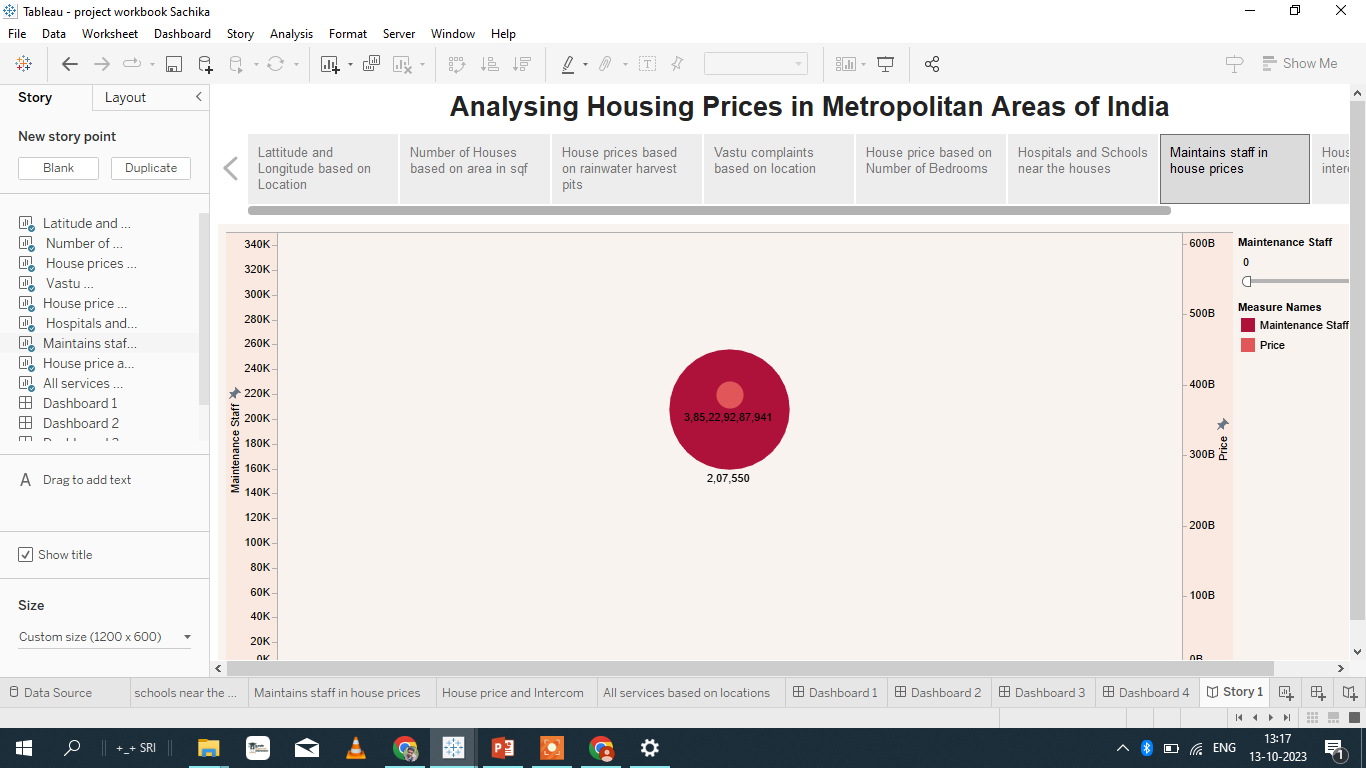 Tableau - project workbook Sachika
File Data Worksheet Dashboard Story Analysis Format Server Window Help
Show Me
Story Layout
New story point
Blank Duplicate
Latitude and ...
Number of ...
House prices ...
Vastu ...
House price ...
Hospitals and...
Maintains staf...
House price a...
All services ...
Dashboard 1
Dashboard 2
A Drag to add text
Show title
Size
Custom size (1200 x 600)
Analysing Housing Prices in Metropolitan Areas of India
Lattitude and
Longitude based on
Location
Number of Houses
based on area in sqf
House prices based
on rainwater harvest
pits
Vastu complaints
based on location
House price based on
Number of Bedrooms
Hospitals and Schools
near the houses
Maintains staff in
house prices
Hous
inter
340K
320K
300K
280K
260K
240K
220K
200K
180K
160K
140K
120K
100K
80K
60K
40K
20K
0K
Maintenance Staff
3,85,22,92,87,941
2,07,550
600B
500B
400B
300B
200B
100B
0B
Price
Maintenance Staff
0
Measure Names
Maintenance Staff
Price
Data Source schools near the ... Maintains staff in house prices House price and Intercom All services based on locations Dashboard 1 Dashboard 2 Dashboard 3 Dashboard 4 Story 1
+_+ SRI
ENG
13:17
13-10-2023
1